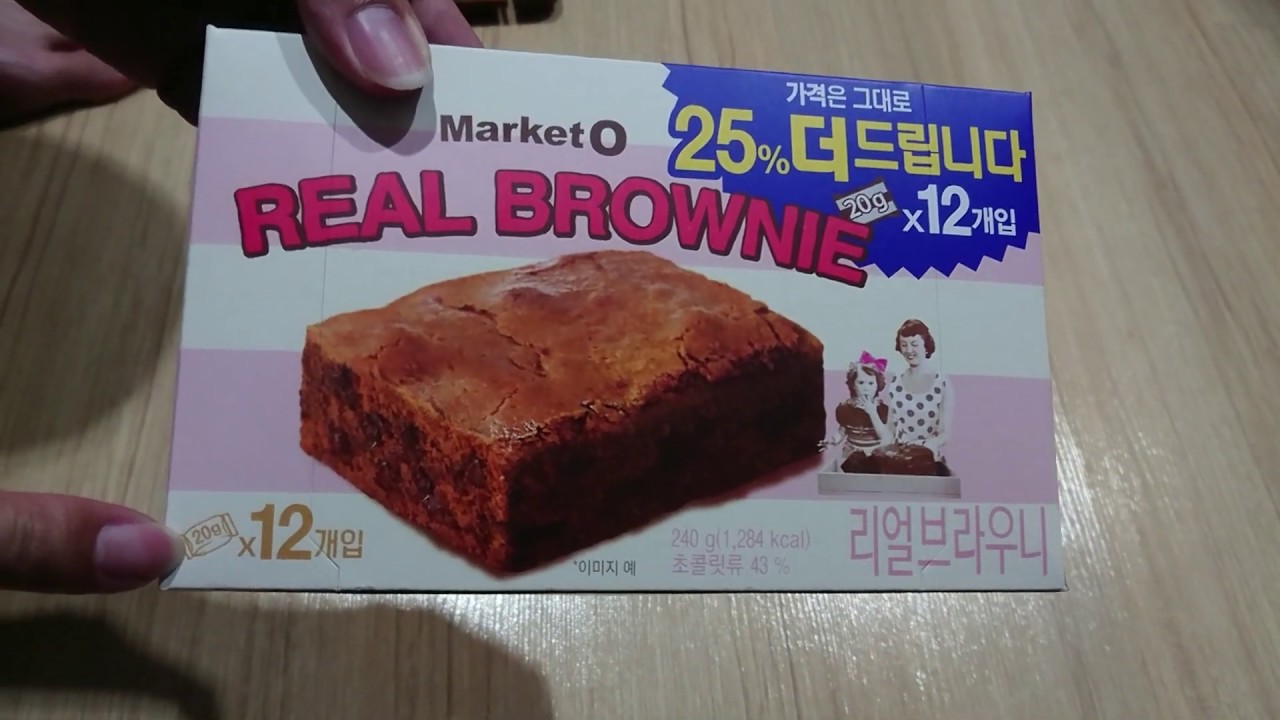 Market O
REAL BROWNIE
가격은 그대로
25% 더드립니다
20g x12개입
20g x12개입
*이미지 예
240 g(1,284 kcal)
초콜릿류 43 %
리얼브라우니